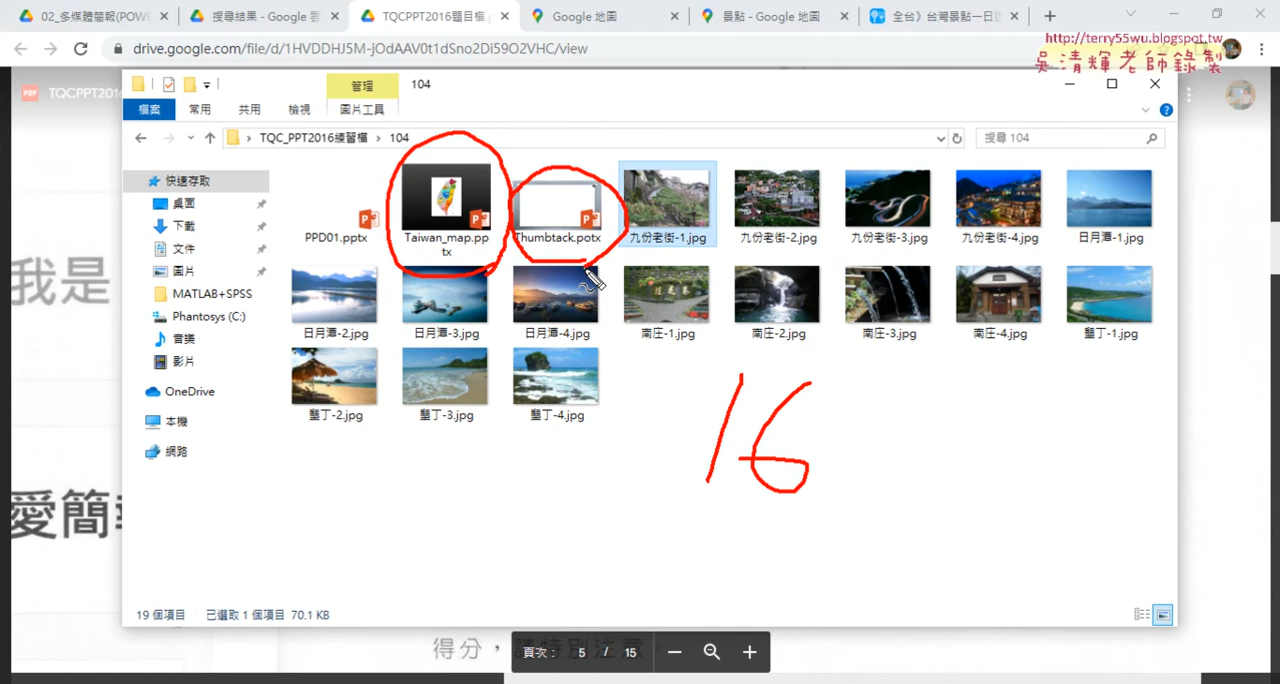 02_多媒體簡報(POWE
搜尋結果 - Google 雲
TQCPPT2016題目檔.p
Google 地圖
景點 - Google 地圖
全台》台灣景點一日遊
drive.google.com/file/d/1HVDDHJ5M-jOdAAV0t1dSno2Di59O2VHC/view
http://terry55wu.blogspot.tw
吳清輝老師錄製
PDF
TQCPPT2016
管理
104
檔案
常用
共用
檢視
圖片工具
TQC_PPT2016練習檔 › 104
搜尋 104
快速存取
桌面
下載
文件
圖片
MATLAB+SPSS
Phantosys (C:)
音樂
影片
OneDrive
本機
網路
PPD01.pptx
Taiwan_map.pp
tx
Thumbtack.potx
九份老街-1.jpg
九份老街-2.jpg
九份老街-3.jpg
九份老街-4.jpg
日月潭-1.jpg
日月潭-2.jpg
日月潭-3.jpg
日月潭-4.jpg
南庄-1.jpg
南庄-2.jpg
南庄-3.jpg
南庄-4.jpg
墾丁-1.jpg
墾丁-2.jpg
墾丁-3.jpg
墾丁-4.jpg
16
我是
愛簡報
19 個項目
已選取 1 個項目 70.1 KB
得分，請特別注意
頁次： 5 / 15